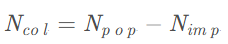 N_{col} = N_{pop} − N_{imp}